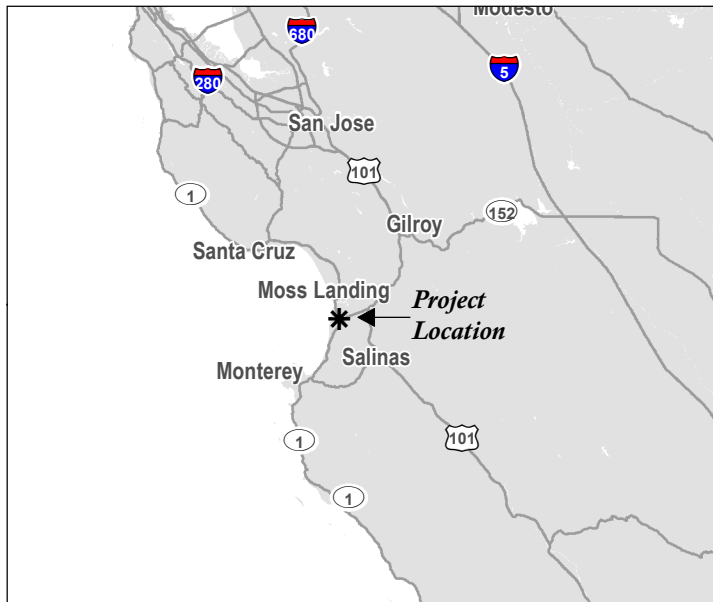 Modesto
680
5
280
San Jose
101
1
152
Gilroy
Santa Cruz
Moss Landing
Project
Location
Salinas
Monterey
101
1
1